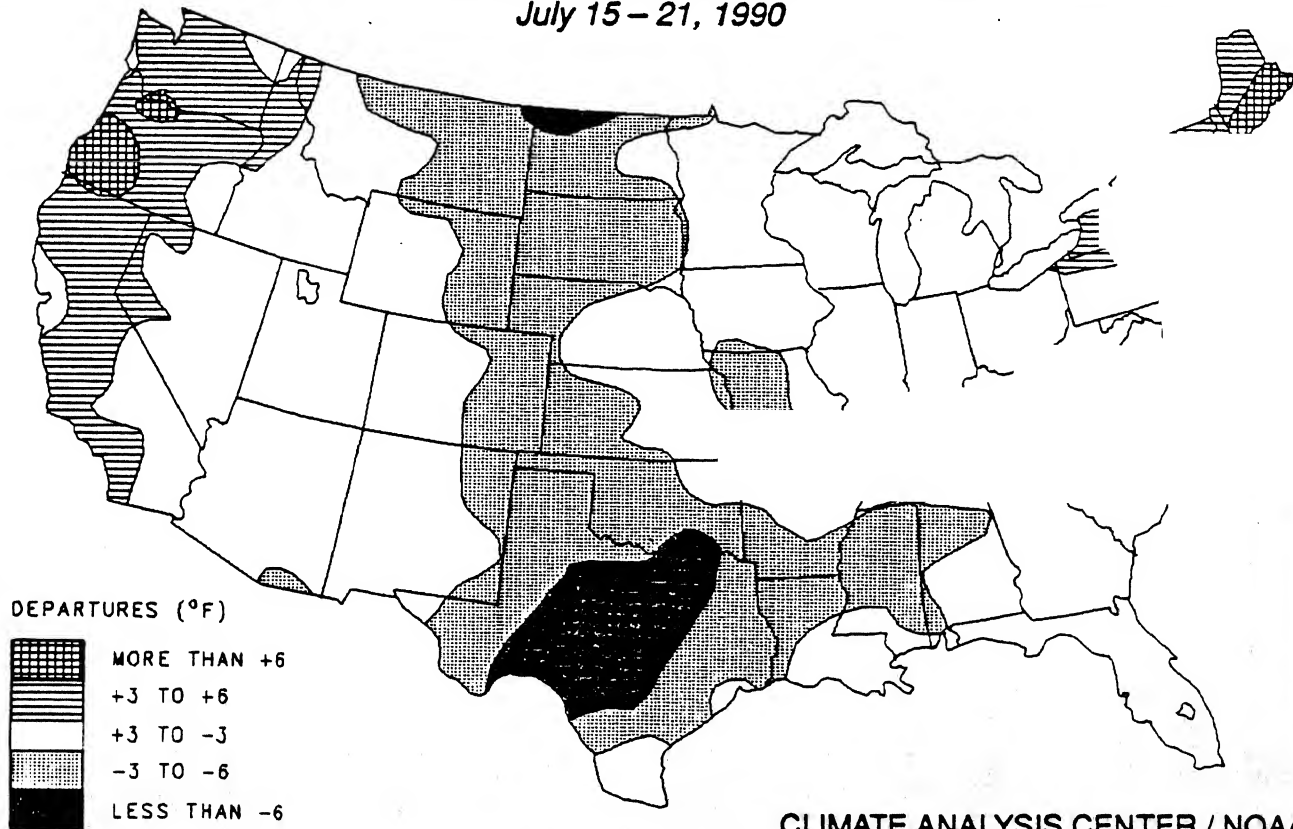 July 15 – 21, 1990
DEPARTURES (°F)
MORE THAN +6
+3 TO +6
+3 TO -3
-3 TO -6
LESS THAN -6
CLIMATE ANALYSIS CENTER / NOAA